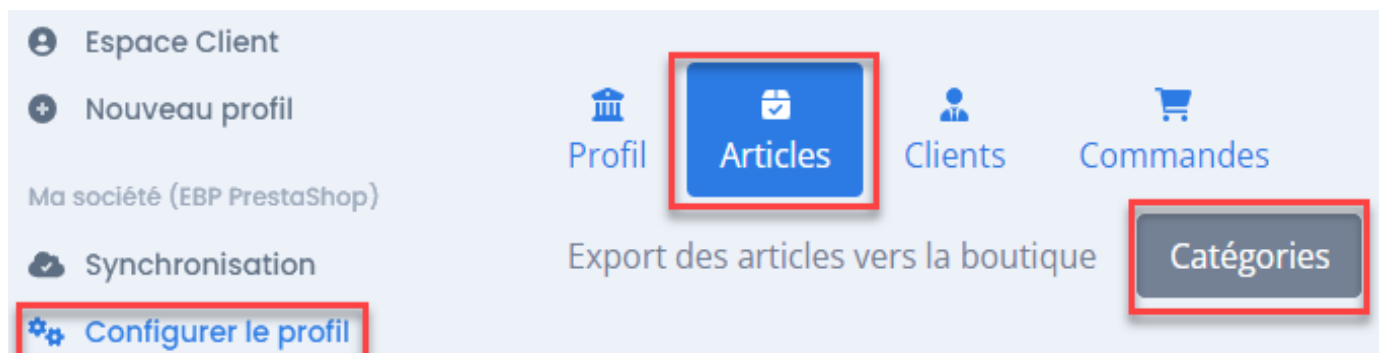 Espace Client
Nouveau profil
Ma société (EBP PrestaShop)
Synchronisation
Configurer le profil
Profil
Articles
Clients
Commandes
Export des articles vers la boutique
Catégories